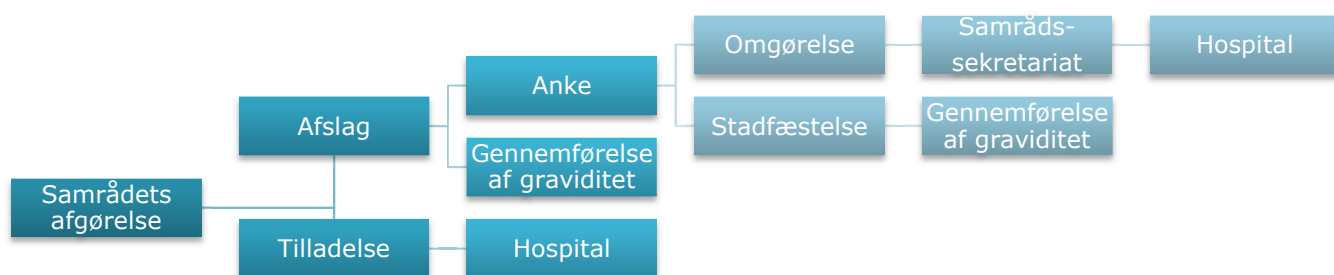 Samrådets
afgørelse
Afslag
Anke
Omgørelse
Samråds-
sekretariat
Hospital
Stadfæstelse
Gennemførelse
af graviditet
Gennemførelse
af graviditet
Tilladelse
Hospital